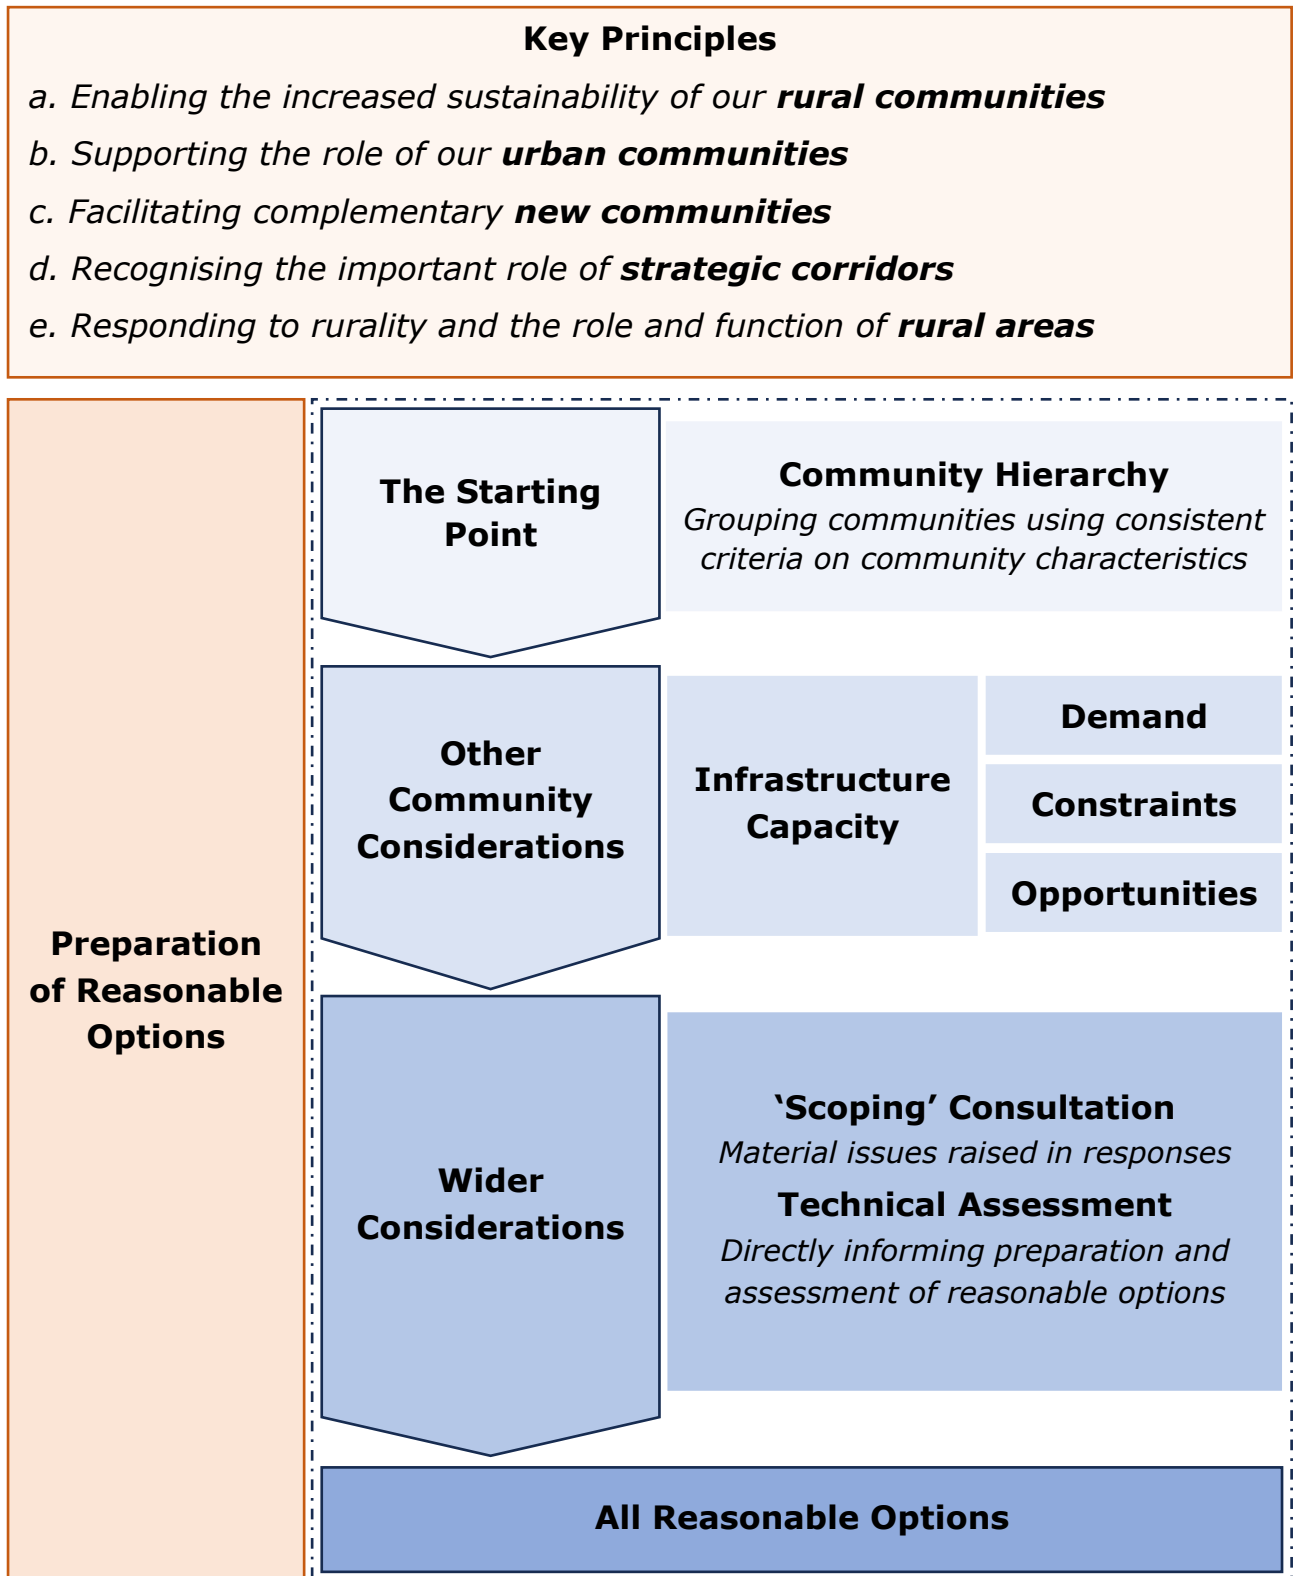 Key Principles
a. Enabling the increased sustainability of our rural communities
b. Supporting the role of our urban communities
c. Facilitating complementary new communities
d. Recognising the important role of strategic corridors
e. Responding to rurality and the role and function of rural areas
Preparation
of Reasonable
Options
The Starting
Point
Community Hierarchy
Grouping communities using consistent
criteria on community characteristics
Other
Community
Considerations
Infrastructure
Capacity
Demand
Constraints
Opportunities
Wider
Considerations
‘Scoping’ Consultation
Material issues raised in responses
Technical Assessment
Directly informing preparation and
assessment of reasonable options
All Reasonable Options